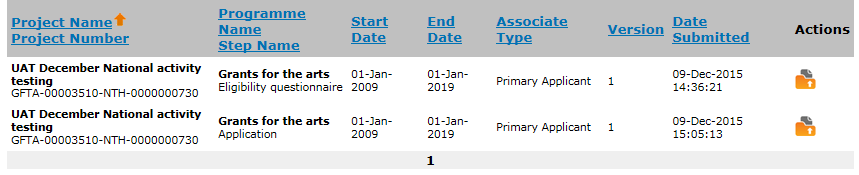 Project Name
Project Number
Programme Name
Step Name
Start Date
End Date
Associate Type
Version
Date Submitted
Actions
UAT December National activity testing
GFTA-00003510-NTH-0000000730
Grants for the arts
Eligibility questionnaire
01-Jan-2009
01-Jan-2019
Primary Applicant
1
09-Dec-2015
14:36:21
UAT December National activity testing
GFTA-00003510-NTH-0000000730
Grants for the arts
Application
01-Jan-2009
01-Jan-2019
Primary Applicant
1
09-Dec-2015
15:05:13
1